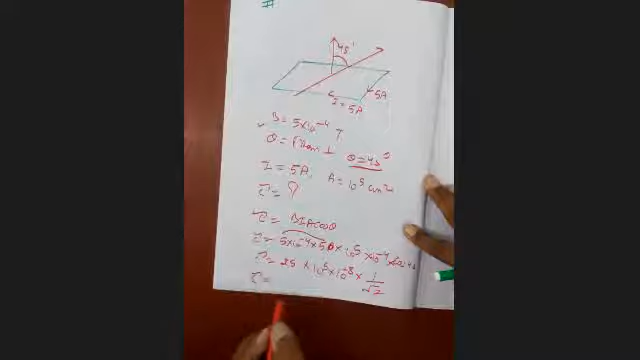 45°
5A
I = 5A
B = 5×10⁻⁴ T
θ = from ⊥ θ = 45°
I = 5A, A = 10⁵ cm²
τ = ?
τ = BIA cosθ
τ = 5×10⁻⁴ × 5 × 10⁵ × 10⁻⁴
τ = 25 × 10⁵ × 10⁻⁸ × 1/√2
τ =